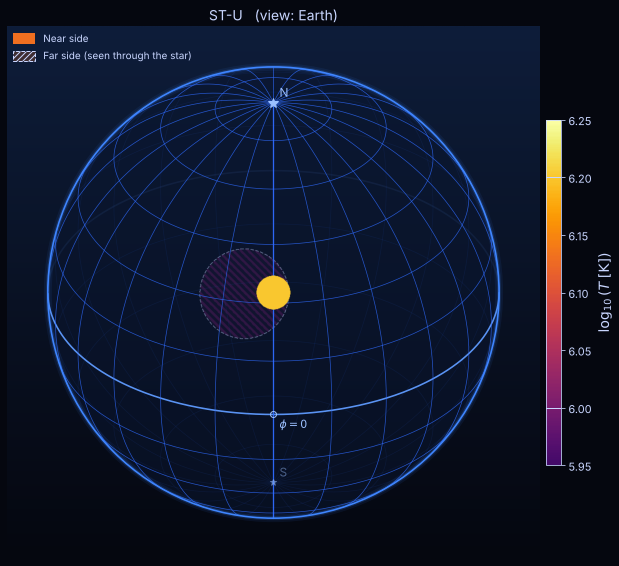 ST-U (view: Earth)
Near side
Far side (seen through the star)
N
ϕ = 0
S
6.25
6.20
6.15
6.10
6.05
6.00
5.95
log₁₀ (T [K])